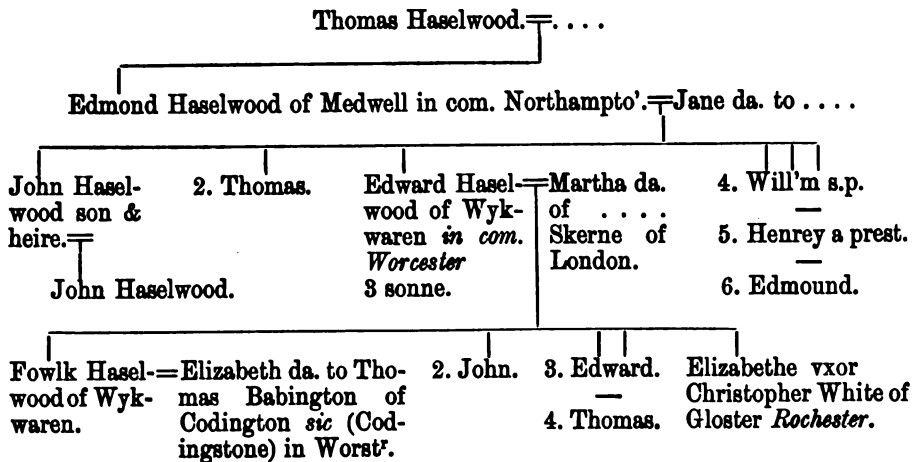 Thomas Haselwood.=. . . .
Edmond Haselwood of Medwell in com. Northampto'.=Jane da. to . . . .
John Hasel-
wood son &
heire.=
John Haselwood.
2. Thomas.
Edward Hasel-=
wood of Wyk-
waren in com.
Worcester
3 sonne.
Martha da.
of . . . .
Skerne of
London.
4. Will'm s.p.
—
5. Henrey a prest.
—
6. Edmound.
Fowlk Hasel-=
wood of Wyk-
waren.
Elizabeth da. to Tho-
mas Babington of
Codington sic (Cod-
ingstone) in Worstr.
2. John.
3. Edward.
—
4. Thomas.
Elizabethe vxor
Christopher White of
Gloster Rochester.